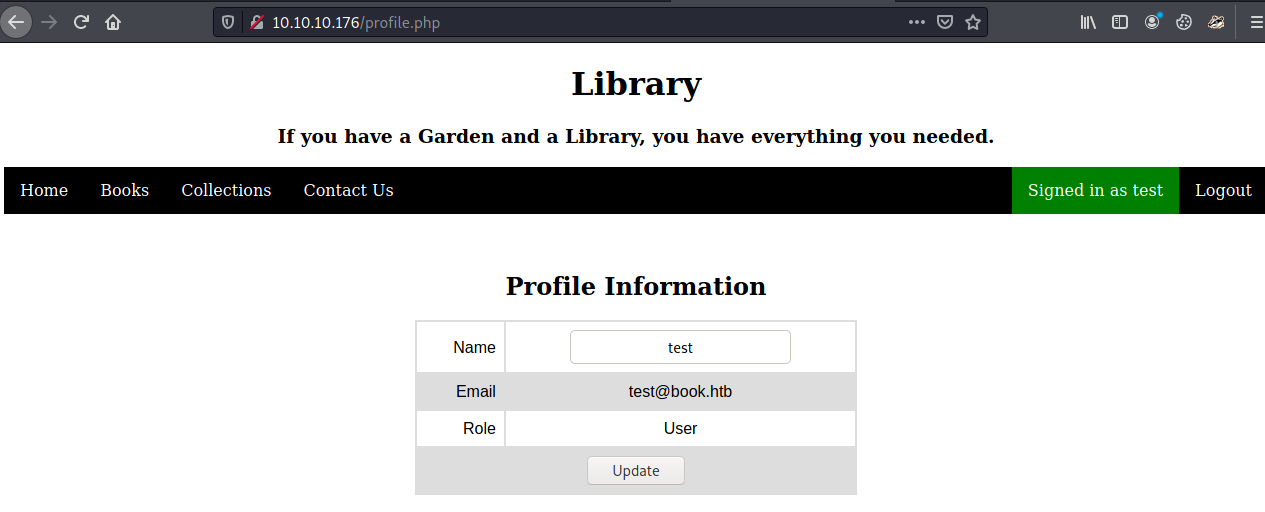 10.10.10.176/profile.php
Library
If you have a Garden and a Library, you have everything you needed.
Home Books Collections Contact Us Signed in as test Logout
Profile Information
Name test
Email test@book.htb
Role User
Update